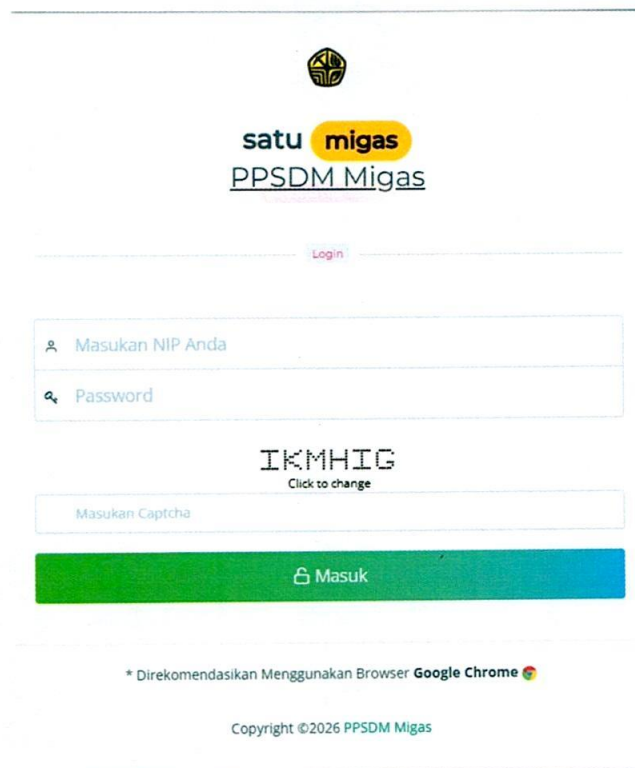 satu migas
PPSDM Migas
Login
Masukan NIP Anda
Password
IKMHIG
Click to change
Masukan Captcha
Masuk
* Direkomendasikan Menggunakan Browser Google Chrome
Copyright ©2026 PPSDM Migas